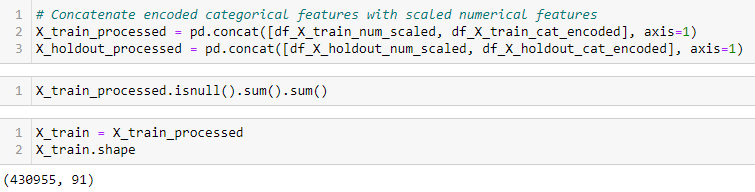 1 # Concatenate encoded categorical features with scaled numerical features
2 X_train_processed = pd.concat([df_X_train_num_scaled, df_X_train_cat_encoded], axis=1)
3 X_holdout_processed = pd.concat([df_X_holdout_num_scaled, df_X_holdout_cat_encoded], axis=1)
1 X_train_processed.isnull().sum().sum()
1 X_train = X_train_processed
2 X_train.shape
(430955, 91)